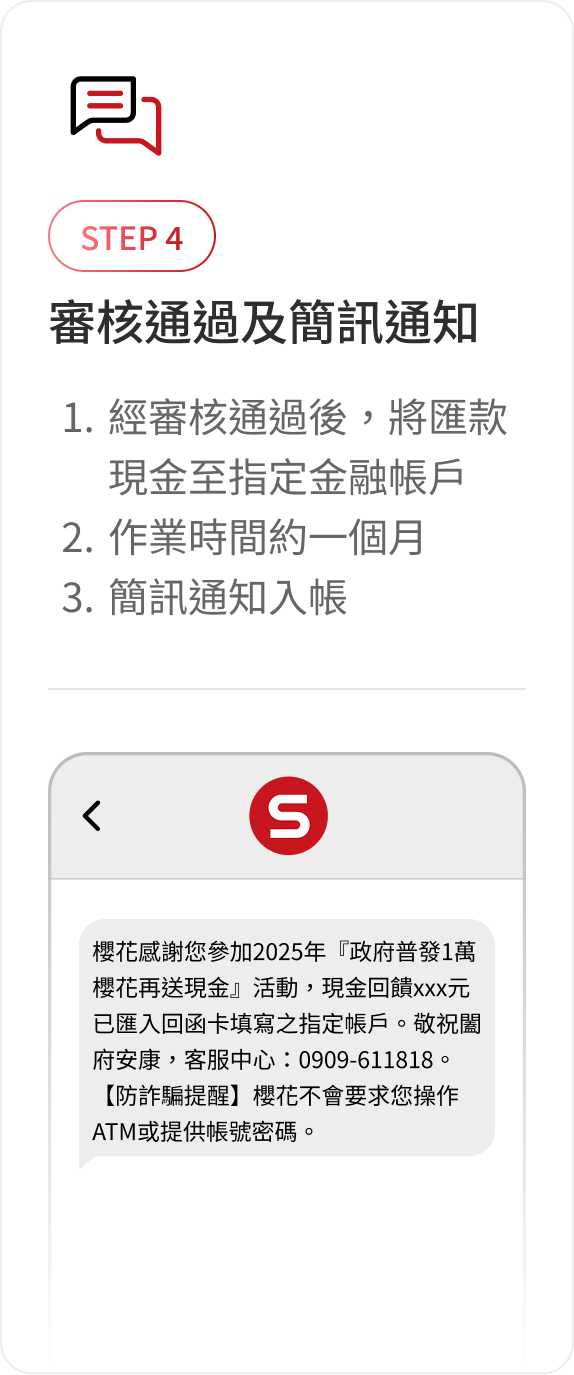 STEP 4
審核通過及簡訊通知
1. 經審核通過後，將匯款
現金至指定金融帳戶
2. 作業時間約一個月
3. 簡訊通知入帳
S
櫻花感謝您參加2025年『政府普發1萬
櫻花再送現金』活動，現金回饋xxx元
已匯入回函卡填寫之指定帳戶。敬祝闔
府安康，客服中心：0909-611818。
【防詐騙提醒】櫻花不會要求您操作
ATM或提供帳號密碼。